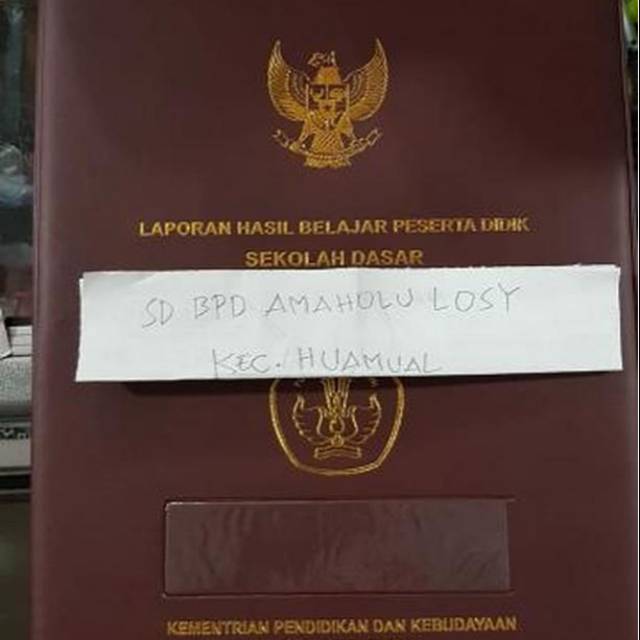 LAPORAN HASIL BELAJAR PESERTA DIDIK
SEKOLAH DASAR
SD BPD AMAHOLU LOSY
KEC. HUAMUAL
KEMENTRIAN PENDIDIKAN DAN KEBUDAYAAN